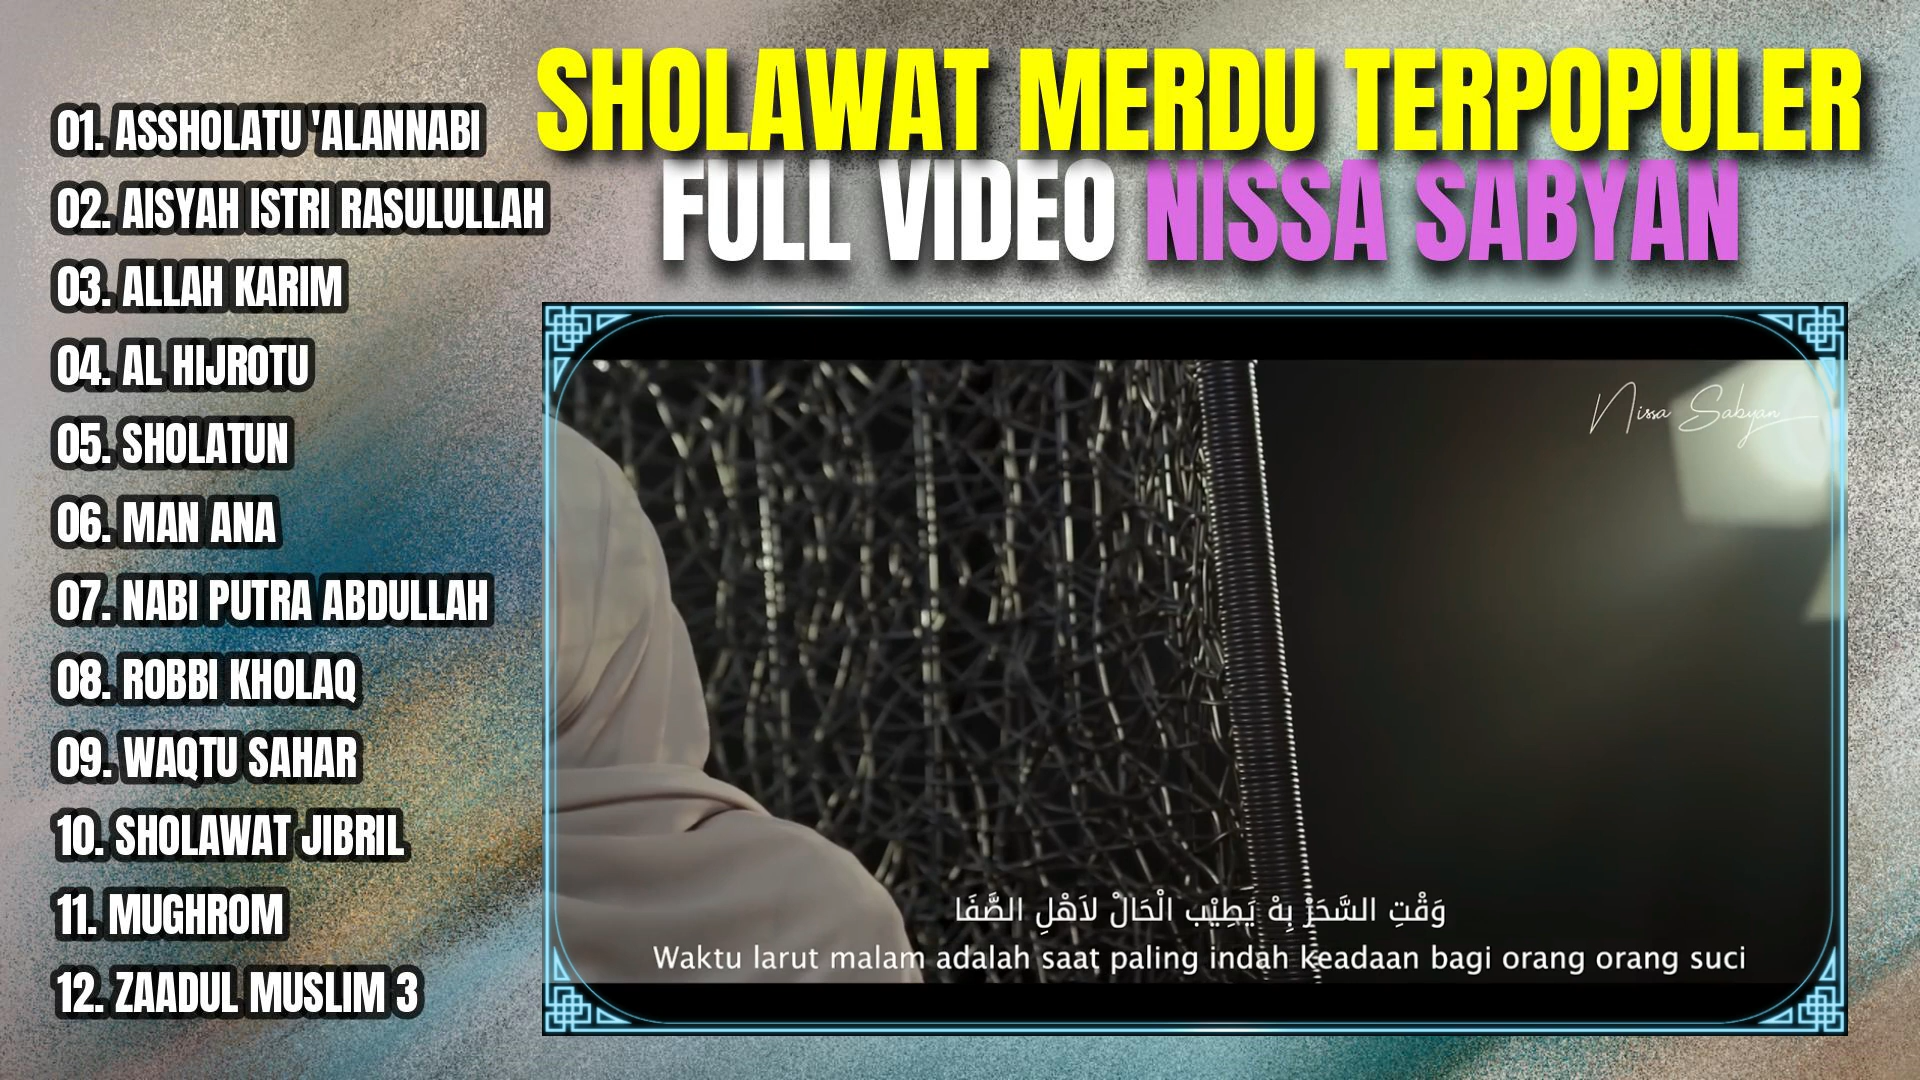 SHOLAWAT MERDU TERPOPULER
FULL VIDEO NISSA SABYAN
01. ASSHOLATU 'ALANNABI
02. AISYAH ISTRI RASULULLAH
03. ALLAH KARIM
04. AL HIJROTU
05. SHOLATUN
06. MAN ANA
07. NABI PUTRA ABDULLAH
08. ROBBI KHOLAQ
09. WAQTU SAHAR
10. SHOLAWAT JIBRIL
11. MUGHROM
12. ZAADUL MUSLIM 3
Nissa Sabyan
وَقْتِ السَّحَرْ بِهْ يَطِيْب الْحَالْ لاَهْلِ الصَّفَا
Waktu larut malam adalah saat paling indah keadaan bagi orang orang suci